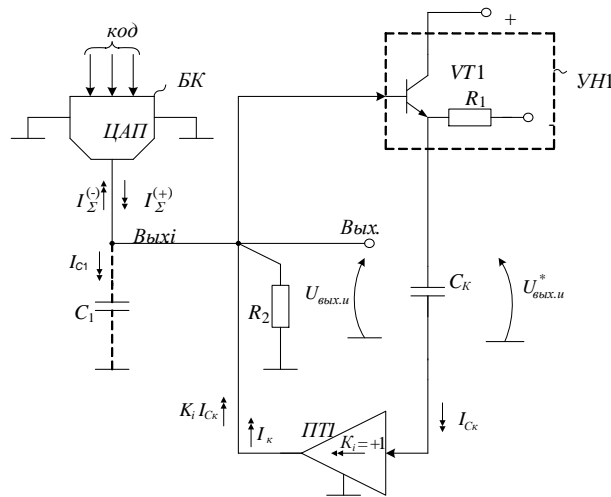 код
БК
ЦАП
I_Σ^(-)
I_Σ^(+)
+
VT1
УН1
R_1
Выхi
Вых.
I_C1
C_1
R_2
U_вых.и
C_К
U_вых.и^*
K_i I_Cк
I_к
ПТ1
K_i=+1
I_Cк